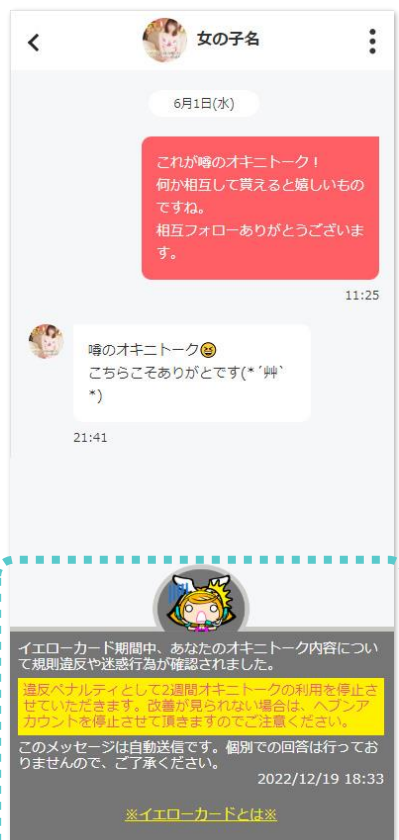 女の子名
6月1日(水)
これが噂のオキニトーク！
何か相互して貰えると嬉しいもの
ですね。
相互フォローありがとうございま
す。
11:25
噂のオキニトーク😆
こちらこそありがとです(*´艸`
*)
21:41
イエローカード期間中、あなたのオキニトーク内容につい
て規則違反や迷惑行為が確認されました。
違反ペナルティとして2週間オキニトークの利用を停止さ
せていただきます。改善が見られない場合は、ヘブンア
カウントを停止させて頂きますのでご注意ください。
このメッセージは自動送信です。個別での回答は行ってお
りませんので、ご了承ください。
2022/12/19 18:33
※イエローカードとは※